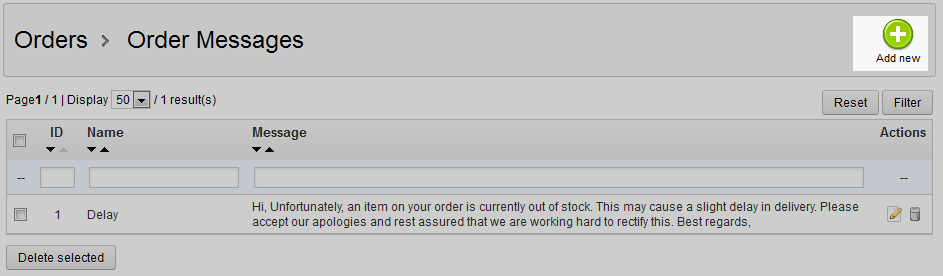 Orders > Order Messages
Add new
Page1 / 1 | Display 50 / 1 result(s)
Reset Filter
ID Name Message Actions
-- --
1 Delay Hi, Unfortunately, an item on your order is currently out of stock. This may cause a slight delay in delivery. Please
accept our apologies and rest assured that we are working hard to rectify this. Best regards,
Delete selected